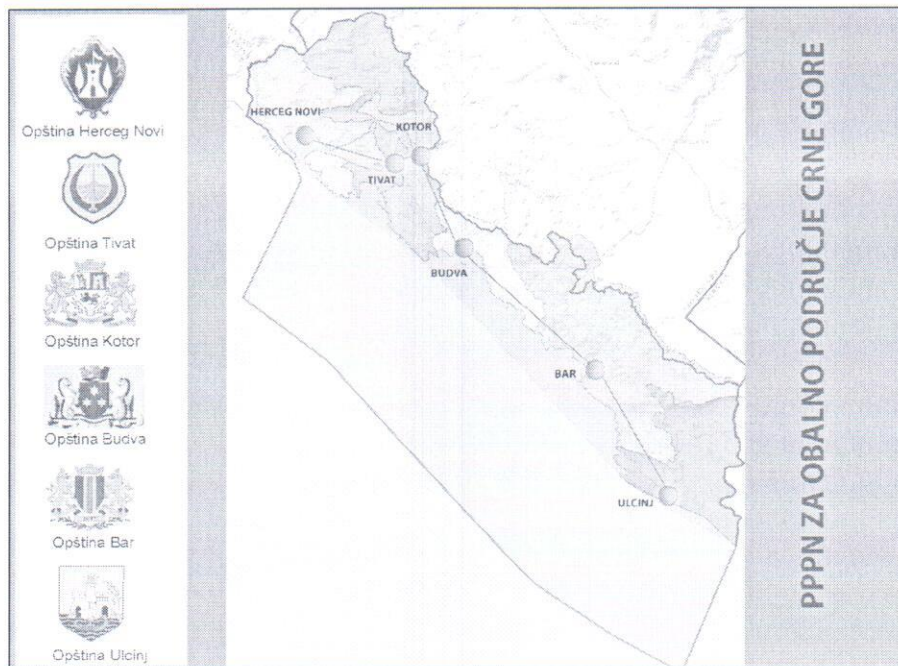 Opština Herceg Novi
Opština Tivat
Opština Kotor
Opština Budva
Opština Bar
Opština Ulcinj
HERCEG NOVI
KOTOR
TIVAT
BUDVA
BAR
ULCINJ
PPPN ZA OBALNO PODRUČJE CRNE GORE